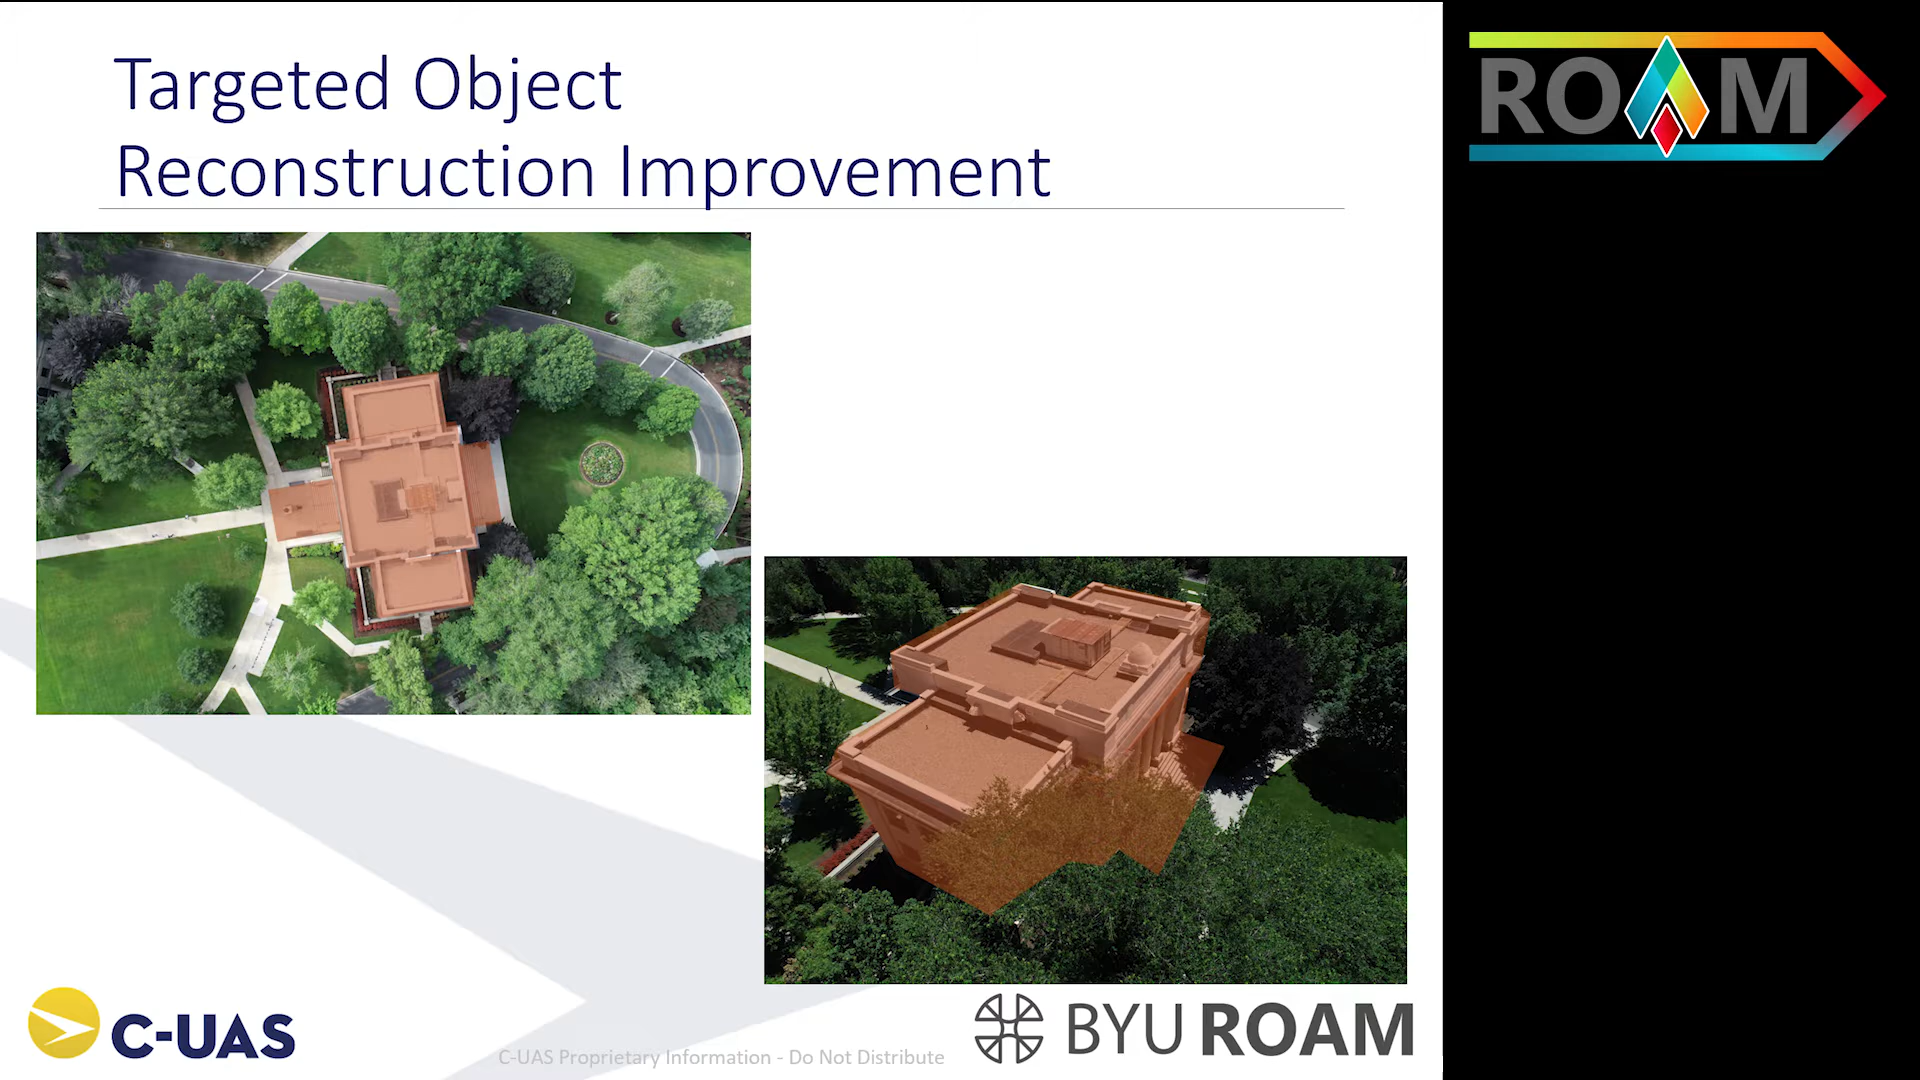 Targeted Object
Reconstruction Improvement
ROAM
C-UAS
C-UAS Proprietary Information - Do Not Distribute
BYU ROAM